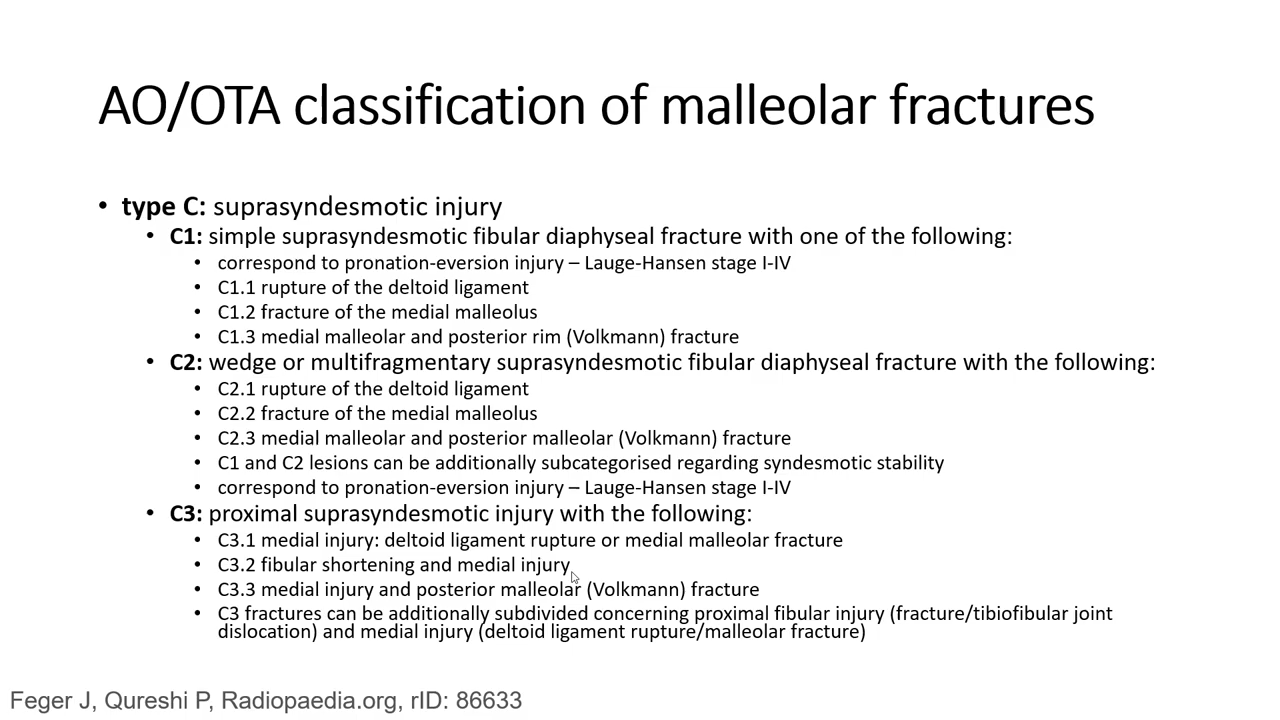 AO/OTA classification of malleolar fractures
• type C: suprasyndesmotic injury
• C1: simple suprasyndesmotic fibular diaphyseal fracture with one of the following:
• correspond to pronation-eversion injury – Lauge-Hansen stage I-IV
• C1.1 rupture of the deltoid ligament
• C1.2 fracture of the medial malleolus
• C1.3 medial malleolar and posterior rim (Volkmann) fracture
• C2: wedge or multifragmentary suprasyndesmotic fibular diaphyseal fracture with the following:
• C2.1 rupture of the deltoid ligament
• C2.2 fracture of the medial malleolus
• C2.3 medial malleolar and posterior malleolar (Volkmann) fracture
• C1 and C2 lesions can be additionally subcategorised regarding syndesmotic stability
• correspond to pronation-eversion injury – Lauge-Hansen stage I-IV
• C3: proximal suprasyndesmotic injury with the following:
• C3.1 medial injury: deltoid ligament rupture or medial malleolar fracture
• C3.2 fibular shortening and medial injury
• C3.3 medial injury and posterior malleolar (Volkmann) fracture
• C3 fractures can be additionally subdivided concerning proximal fibular injury (fracture/tibiofibular joint
dislocation) and medial injury (deltoid ligament rupture/malleolar fracture)
Feger J, Qureshi P, Radiopaedia.org, rID: 86633